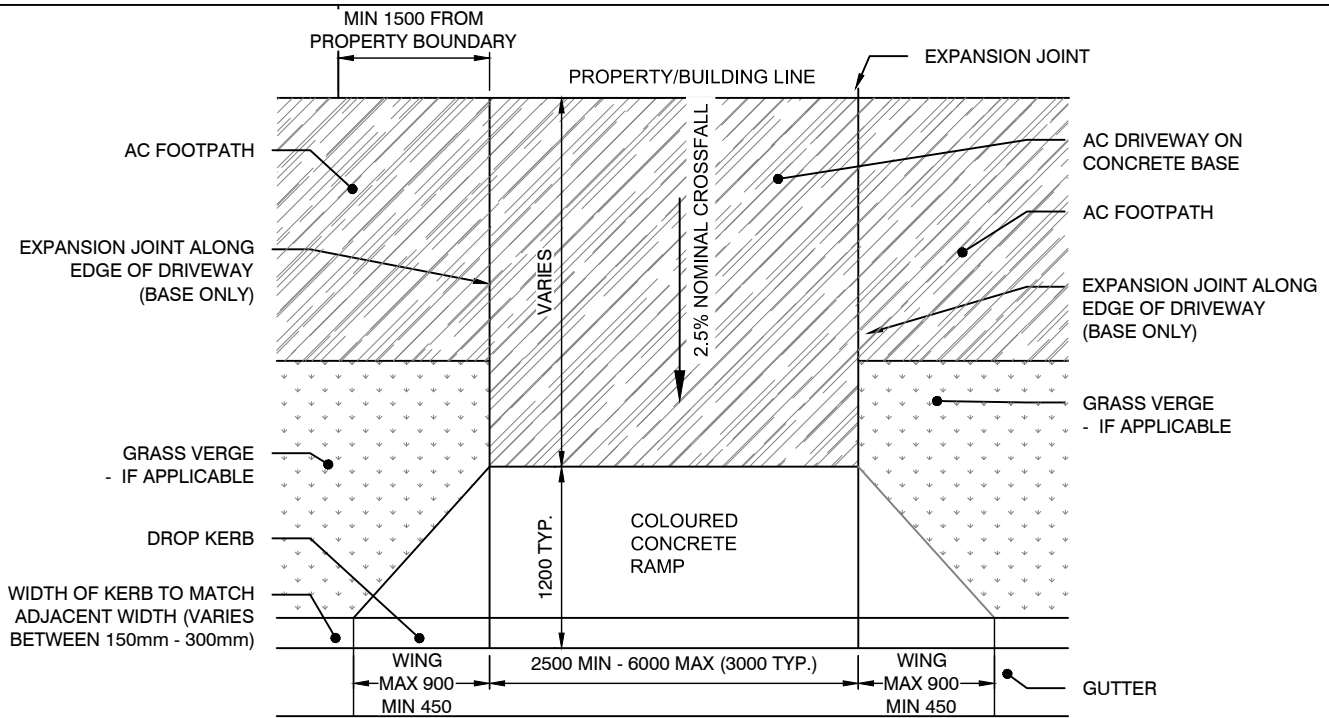 MIN 1500 FROM
PROPERTY BOUNDARY
PROPERTY/BUILDING LINE
EXPANSION JOINT
AC FOOTPATH
AC DRIVEWAY ON
CONCRETE BASE
AC FOOTPATH
EXPANSION JOINT ALONG
EDGE OF DRIVEWAY
(BASE ONLY)
VARIES
2.5% NOMINAL CROSSFALL
EXPANSION JOINT ALONG
EDGE OF DRIVEWAY
(BASE ONLY)
GRASS VERGE
- IF APPLICABLE
GRASS VERGE
- IF APPLICABLE
DROP KERB
1200 TYP.
COLOURED
CONCRETE
RAMP
WIDTH OF KERB TO MATCH
ADJACENT WIDTH (VARIES
BETWEEN 150mm - 300mm)
WING
MAX 900
MIN 450
2500 MIN - 6000 MAX (3000 TYP.)
WING
MAX 900
MIN 450
GUTTER